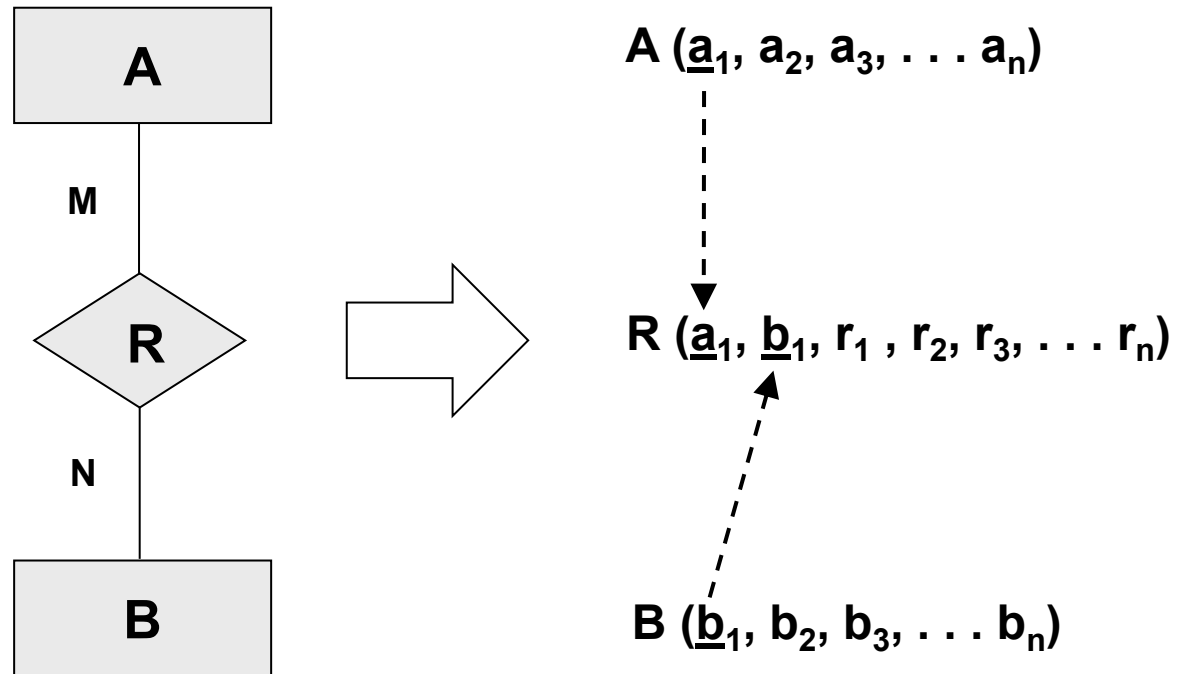 A
M
R
N
B
A (a₁, a₂, a₃, . . . aₙ)
R (a₁, b₁, r₁ , r₂, r₃, . . . rₙ)
B (b₁, b₂, b₃, . . . bₙ)